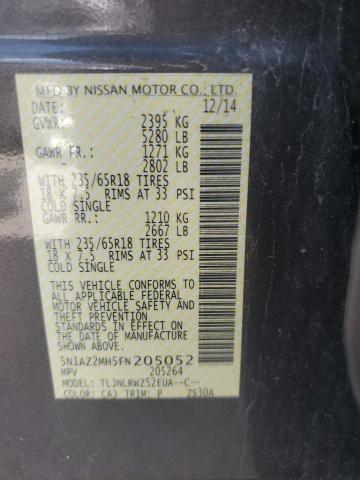 MFD BY NISSAN MOTOR CO., LTD.
DATE: 12/14
GVWR: 2395 KG
5280 LB
GAWR FR.: 1271 KG
2802 LB
WITH 235/65R18 TIRES
18 X 7.5 RIMS AT 33 PSI
COLD SINGLE
GAWR RR.: 1210 KG
2667 LB
WITH 235/65R18 TIRES
18 X 7.5 RIMS AT 33 PSI
COLD SINGLE
THIS VEHICLE CONFORMS
TO ALL APPLICABLE FEDERAL
MOTOR VEHICLE SAFETY
STANDARDS IN EFFECT ON
THE DATE OF MANUFACTURE
SHOWN ABOVE.
5N1AZ2MH5FN205052
MPV 205264
MODEL: TLJNLRWZ52EUA--C--
COLOR: CAJ TRIM: P ZS30A